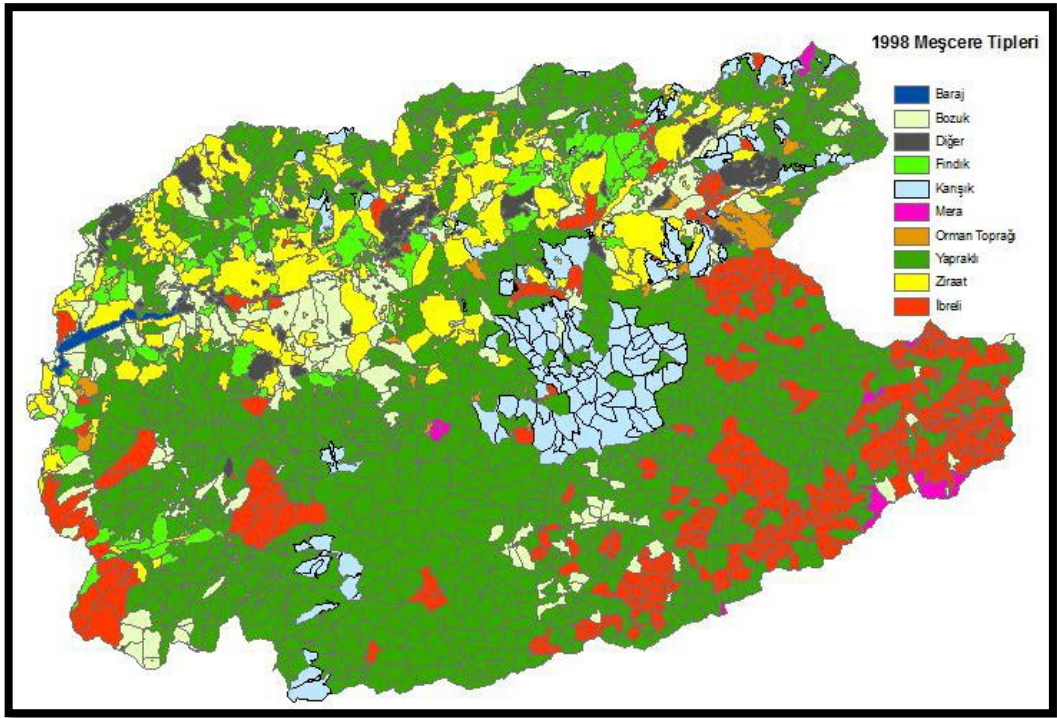 1998 Meşcere Tipleri
Baraj
Bozuk
Diğer
Fındık
Karışık
Mera
Orman Toprağı
Yapraklı
Ziraat
İbreli